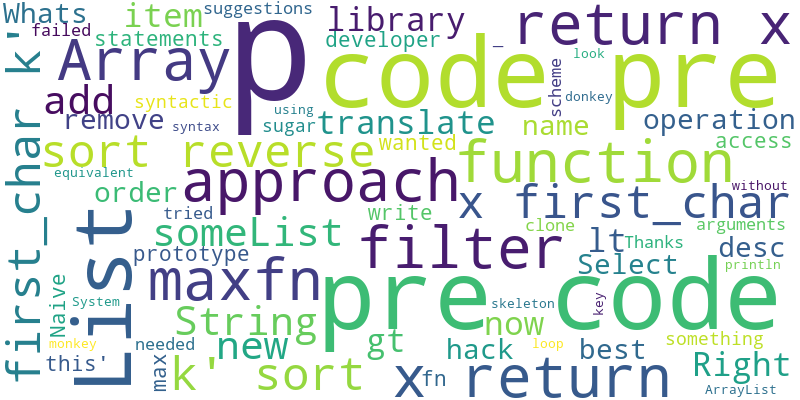 Whats
item
suggestions
library
_
return x
failed
statements
developer
Array
p
code
pre
look
scheme
donkey
add
syntactic
using
remove
syntax
sugar
translate
name
operation
access
sort reverse
wanted
function
equivalent
approach
without
order
x first_char
tried
write
clone
arguments
someList
filter
lt
Thanks
desc
prototype
Select
println
first_char k'
List
maxfn
pre code
System
Naive
String
skeleton
key
now
something
monkey
needed
new
gt
hack
loop
best
Right
this'
max
k' sort
x
fn
return
ArrayList